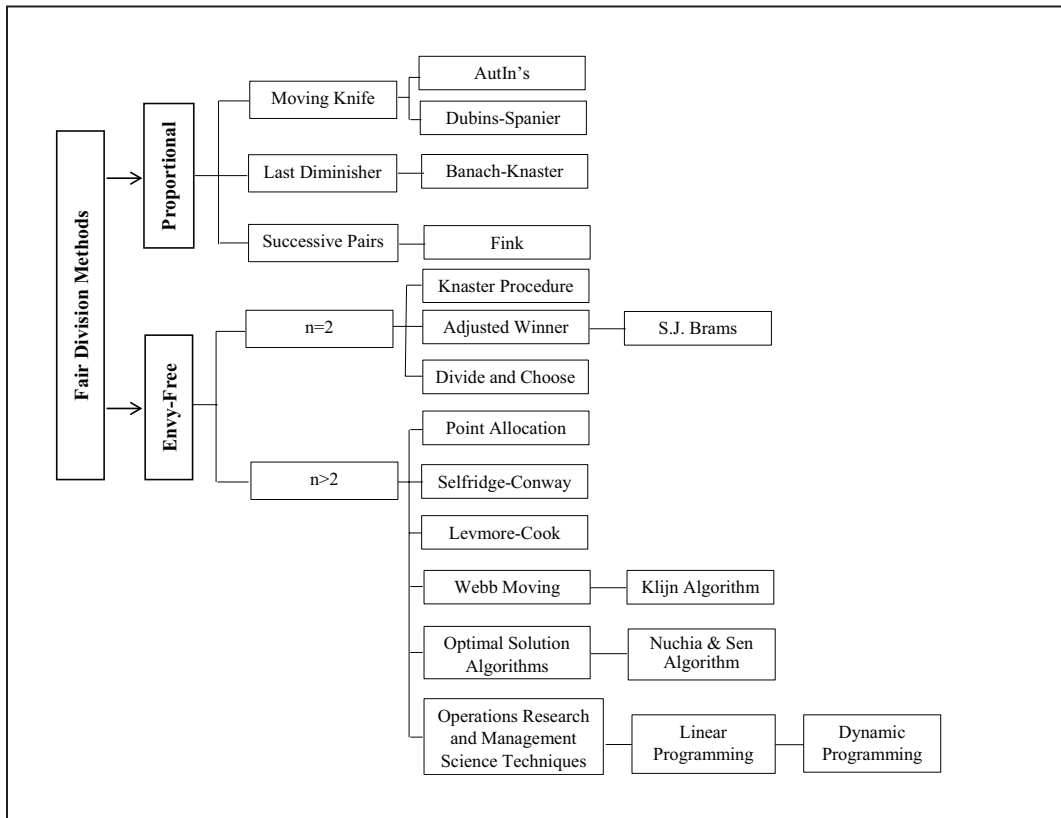 Fair Division Methods
Proportional
Moving Knife
AutIn's
Dubins-Spanier
Last Diminisher
Banach-Knaster
Successive Pairs
Fink
Envy-Free
n=2
Knaster Procedure
Adjusted Winner
S.J. Brams
Divide and Choose
n>2
Point Allocation
Selfridge-Conway
Levmore-Cook
Webb Moving
Klijn Algorithm
Optimal Solution
Algorithms
Nuchia & Sen
Algorithm
Operations Research
and Management
Science Techniques
Linear
Programming
Dynamic
Programming